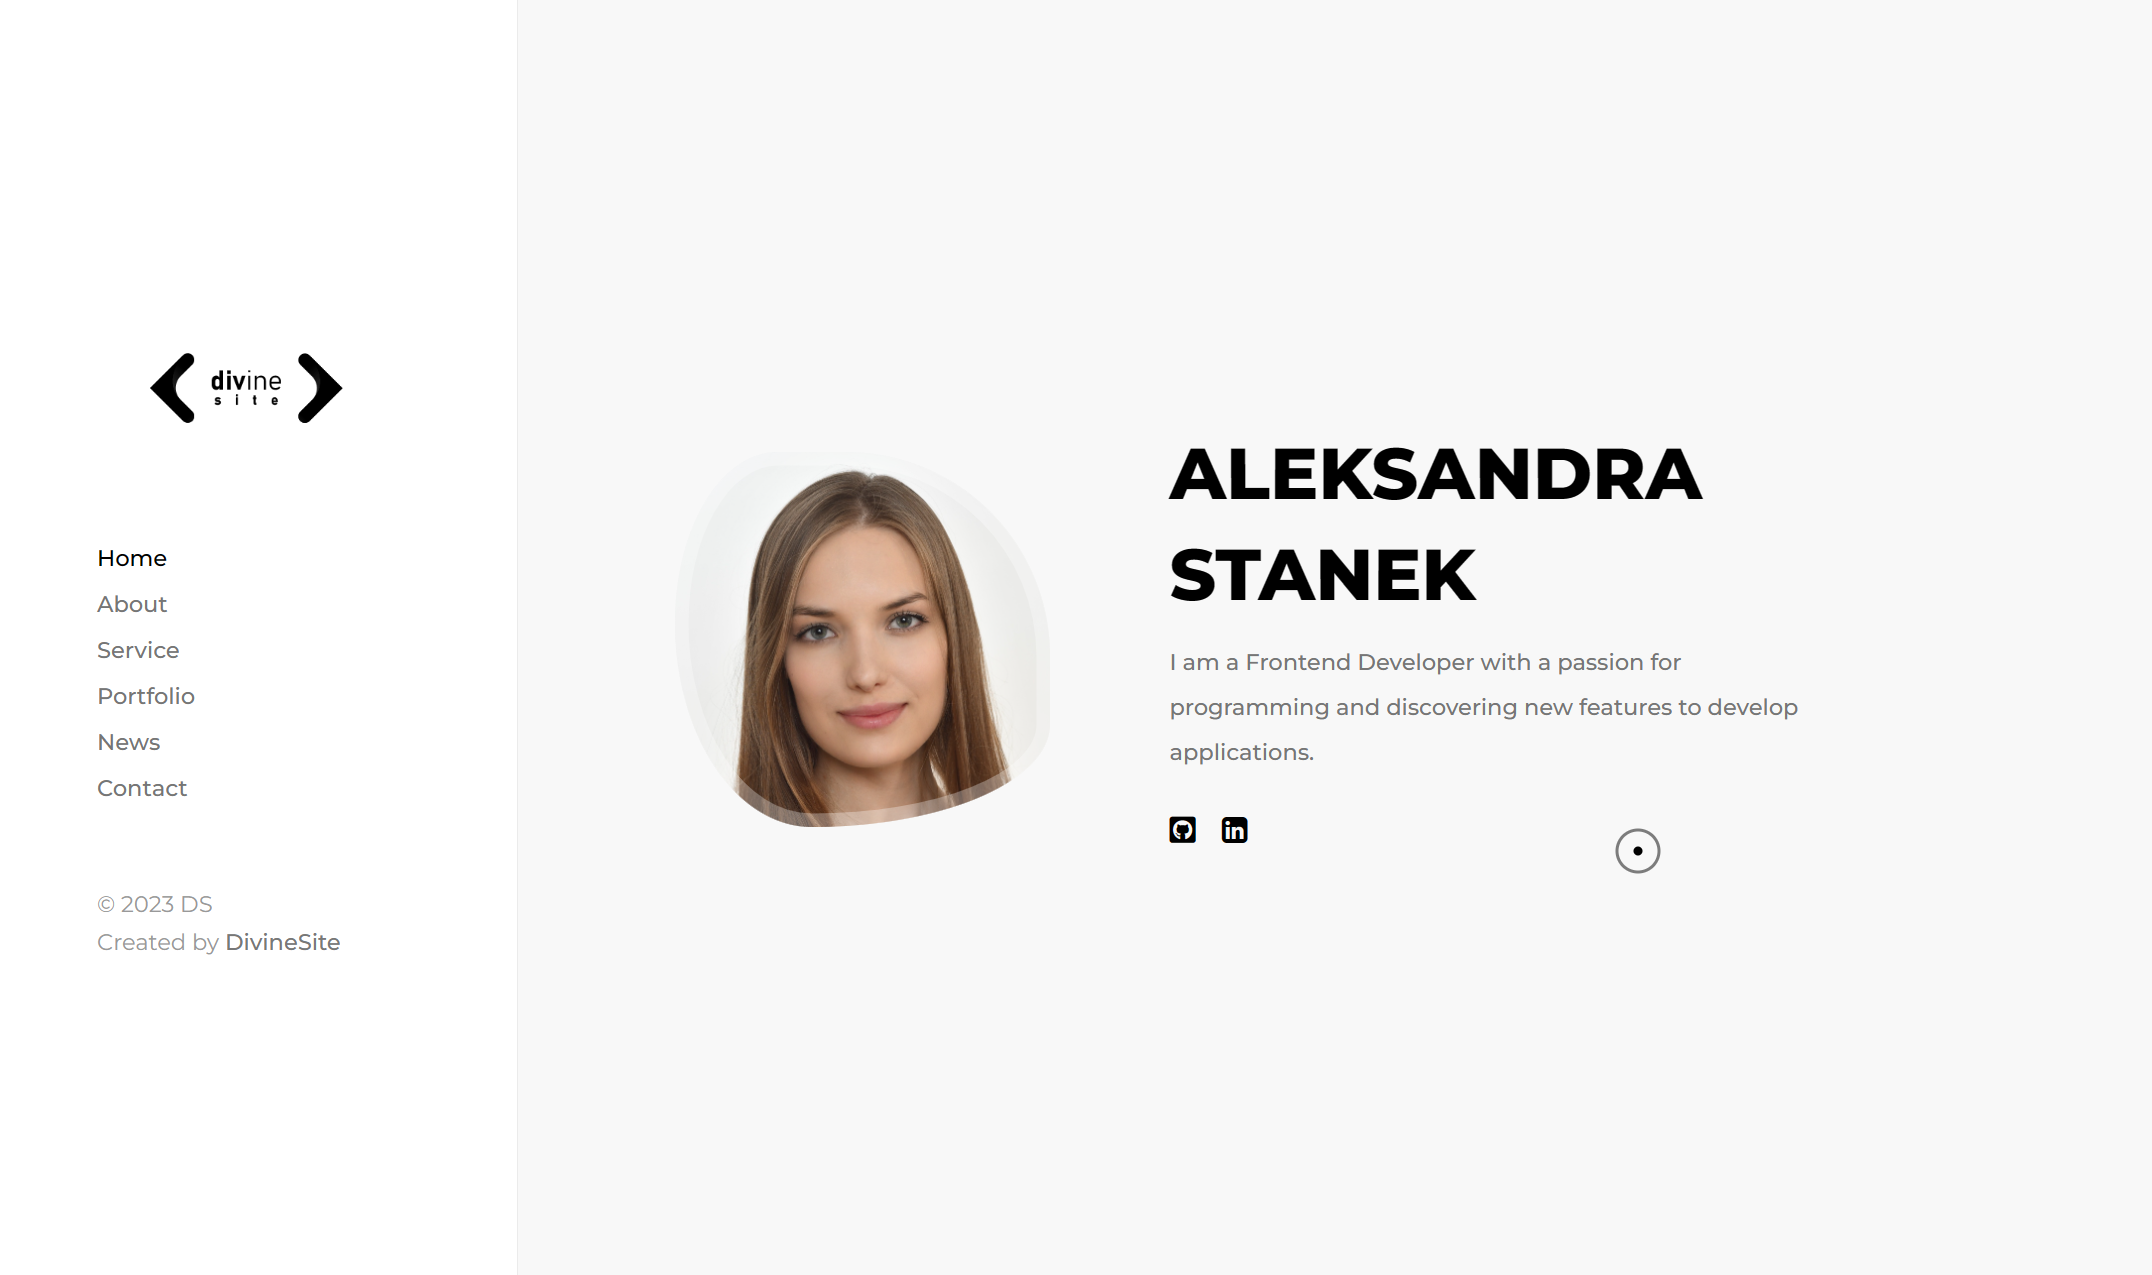 divine
site
Home
About
Service
Portfolio
News
Contact
© 2023 DS
Created by DivineSite
ALEKSANDRA
STANEK
I am a Frontend Developer with a passion for
programming and discovering new features to develop
applications.
in